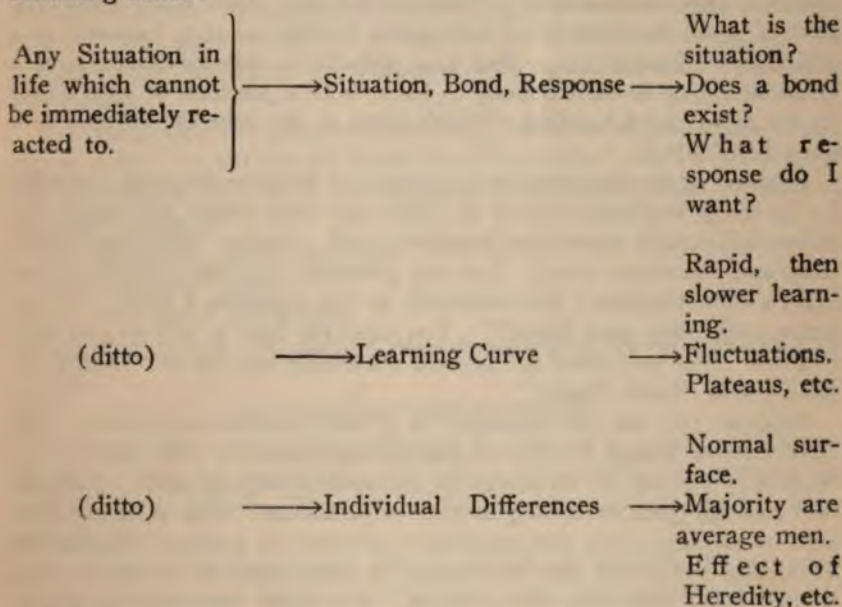 Any Situation in
life which cannot
be immediately re-
acted to.
Situation, Bond, Response
What is the
situation?
Does a bond
exist?
What re-
sponse do I
want?
(ditto)
Learning Curve
Rapid, then
slower learn-
ing.
Fluctuations.
Plateaus, etc.
(ditto)
Individual Differences
Normal sur-
face.
Majority are
average men.
Effect of
Heredity, etc.